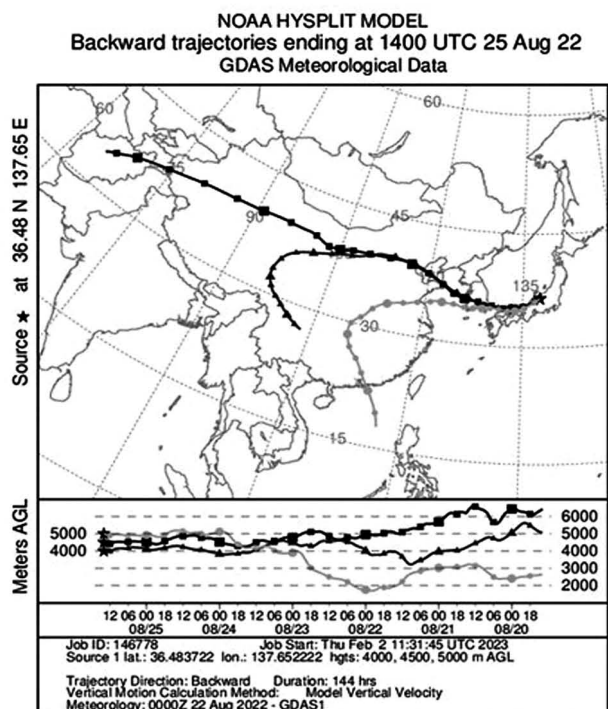 NOAA HYSPLIT MODEL
Backward trajectories ending at 1400 UTC 25 Aug 22
GDAS Meteorological Data
Source ★ at 36.48 N 137.65 E
60
60
75
90
45
135
30
15
Meters AGL
5000
4000
6000
5000
4000
3000
2000
12 06 00 18 12 06 00 18 12 06 00 18 12 06 00 18 12 06 00 18 12 06 00 18
08/25 08/24 08/23 08/22 08/21 08/20
Job ID: 146778 Job Start: Thu Feb 2 11:31:45 UTC 2023
Source 1 lat.: 36.483722 lon.: 137.652222 hgts: 4000, 4500, 5000 m AGL
Trajectory Direction: Backward Duration: 144 hrs
Vertical Motion Calculation Method: Model Vertical Velocity
Meteorology: 0000Z 22 Aug 2022 - GDAS1